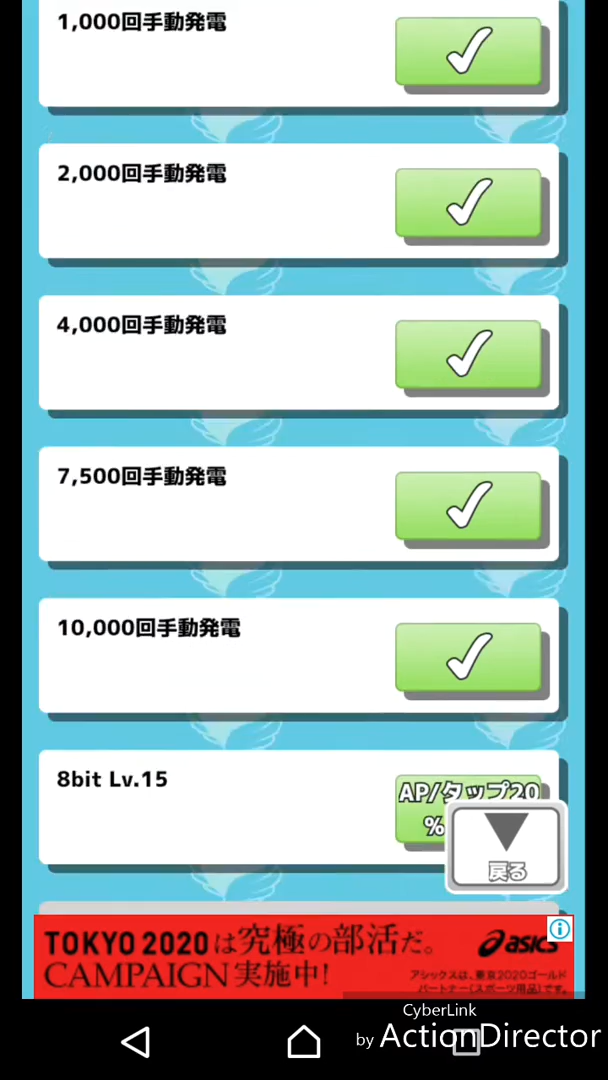 1,000回手動発電
2,000回手動発電
4,000回手動発電
7,500回手動発電
10,000回手動発電
8bit Lv.15
AP/タップ20
%
戻る
TOKYO 2020は究極の部活だ。
CAMPAIGN実施中!
asics
アシックスは、東京2020ゴールド
パートナー(スポーツ用品)です。
CyberLink
by ActionDirector